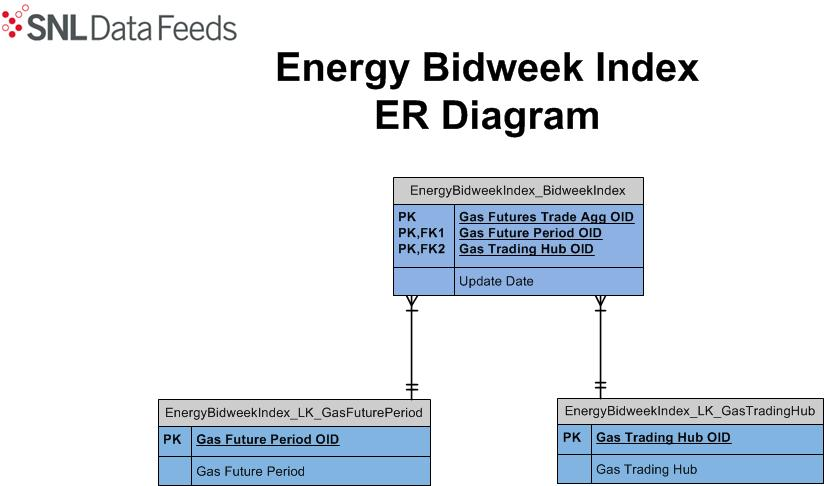 SNL Data Feeds
Energy Bidweek Index
ER Diagram
EnergyBidweekIndex_BidweekIndex
PK Gas Futures Trade Agg OID
PK,FK1 Gas Future Period OID
PK,FK2 Gas Trading Hub OID
Update Date
EnergyBidweekIndex_LK_GasFuturePeriod
PK Gas Future Period OID
Gas Future Period
EnergyBidweekIndex_LK_GasTradingHub
PK Gas Trading Hub OID
Gas Trading Hub